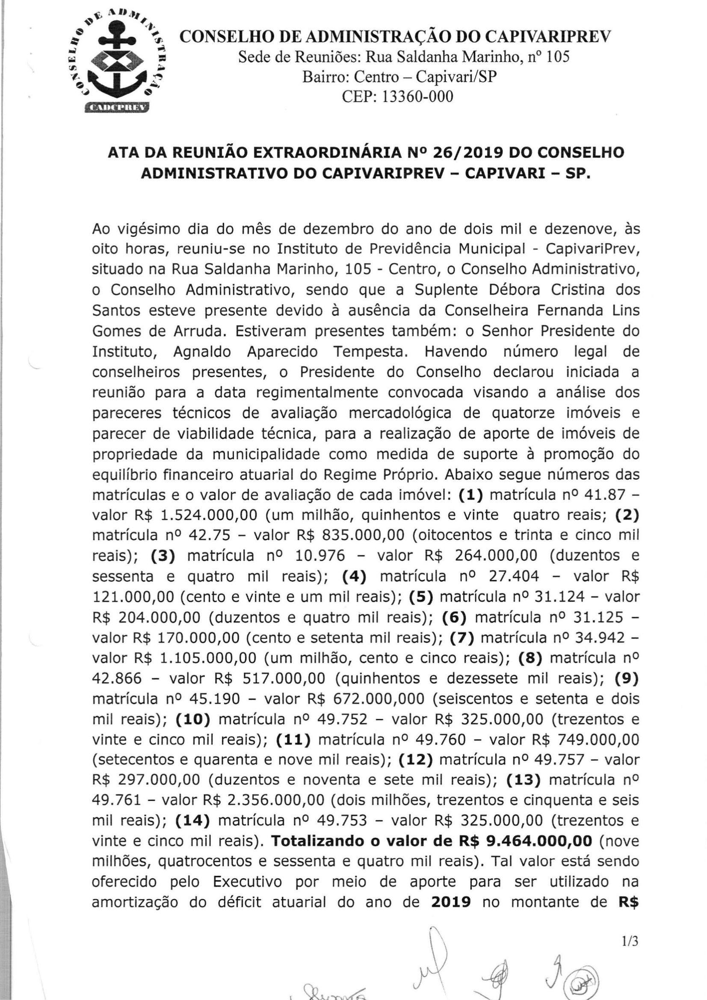 CONSELHO DE ADMINISTRAÇÃO
CADCPREV
CONSELHO DE ADMINISTRAÇÃO DO CAPIVARIPREV
Sede de Reuniões: Rua Saldanha Marinho, nº 105
Bairro: Centro – Capivari/SP
CEP: 13360-000
ATA DA REUNIÃO EXTRAORDINÁRIA Nº 26/2019 DO CONSELHO
ADMINISTRATIVO DO CAPIVARIPREV – CAPIVARI – SP.
Ao vigésimo dia do mês de dezembro do ano de dois mil e dezenove, às
oito horas, reuniu-se no Instituto de Previdência Municipal - CapivariPrev,
situado na Rua Saldanha Marinho, 105 - Centro, o Conselho Administrativo,
o Conselho Administrativo, sendo que a Suplente Débora Cristina dos
Santos esteve presente devido à ausência da Conselheira Fernanda Lins
Gomes de Arruda. Estiveram presentes também: o Senhor Presidente do
Instituto, Agnaldo Aparecido Tempesta. Havendo número legal de
conselheiros presentes, o Presidente do Conselho declarou iniciada a
reunião para a data regimentalmente convocada visando a análise dos
pareceres técnicos de avaliação mercadológica de quatorze imóveis e
parecer de viabilidade técnica, para a realização de aporte de imóveis de
propriedade da municipalidade como medida de suporte à promoção do
equilíbrio financeiro atuarial do Regime Próprio. Abaixo segue números das
matrículas e o valor de avaliação de cada imóvel: (1) matrícula nº 41.87 –
valor R$ 1.524.000,00 (um milhão, quinhentos e vinte quatro reais; (2)
matrícula nº 42.75 – valor R$ 835.000,00 (oitocentos e trinta e cinco mil
reais); (3) matrícula nº 10.976 – valor R$ 264.000,00 (duzentos e
sessenta e quatro mil reais); (4) matrícula nº 27.404 – valor R$
121.000,00 (cento e vinte e um mil reais); (5) matrícula nº 31.124 – valor
R$ 204.000,00 (duzentos e quatro mil reais); (6) matrícula nº 31.125 –
valor R$ 170.000,00 (cento e setenta mil reais); (7) matrícula nº 34.942 –
valor R$ 1.105.000,00 (um milhão, cento e cinco reais); (8) matrícula nº
42.866 – valor R$ 517.000,00 (quinhentos e dezessete mil reais); (9)
matrícula nº 45.190 – valor R$ 672.000,000 (seiscentos e setenta e dois
mil reais); (10) matrícula nº 49.752 – valor R$ 325.000,00 (trezentos e
vinte e cinco mil reais); (11) matrícula nº 49.760 – valor R$ 749.000,00
(setecentos e quarenta e nove mil reais); (12) matrícula nº 49.757 – valor
R$ 297.000,00 (duzentos e noventa e sete mil reais); (13) matrícula nº
49.761 – valor R$ 2.356.000,00 (dois milhões, trezentos e cinquenta e seis
mil reais); (14) matrícula nº 49.753 – valor R$ 325.000,00 (trezentos e
vinte e cinco mil reais). Totalizando o valor de R$ 9.464.000,00 (nove
milhões, quatrocentos e sessenta e quatro mil reais). Tal valor está sendo
oferecido pelo Executivo por meio de aporte para ser utilizado na
amortização do déficit atuarial do ano de 2019 no montante de R$
1/3